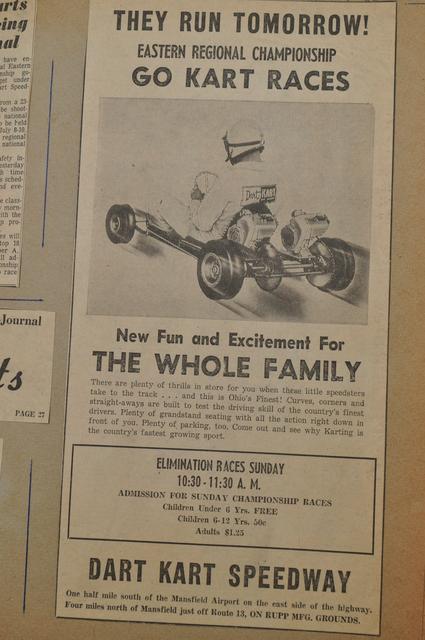 THEY RUN TOMORROW!
EASTERN REGIONAL CHAMPIONSHIP
GO KART RACES
Dart KART
New Fun and Excitement For
THE WHOLE FAMILY
There are plenty of thrills in store for you when these little speedsters
take to the track . . . and this is Ohio's Finest! Curves, corners and
straight-aways are built to test the driving skill of the country's finest
drivers. Plenty of grandstand seating with all the action right down in
front of you. Plenty of parking, too. Come out and see why Karting is
the country's fastest growing sport.
ELIMINATION RACES SUNDAY
10:30-11:30 A. M.
ADMISSION FOR SUNDAY CHAMPIONSHIP RACES
Children Under 6 Yrs. FREE
Children 6-12 Yrs. 50c
Adults $1.25
DART KART SPEEDWAY
One half mile south of the Mansfield Airport on the east side of the highway.
Four miles north of Mansfield just off Route 13, ON RUPP MFG. GROUNDS.
-Journal
ts
PAGE 27